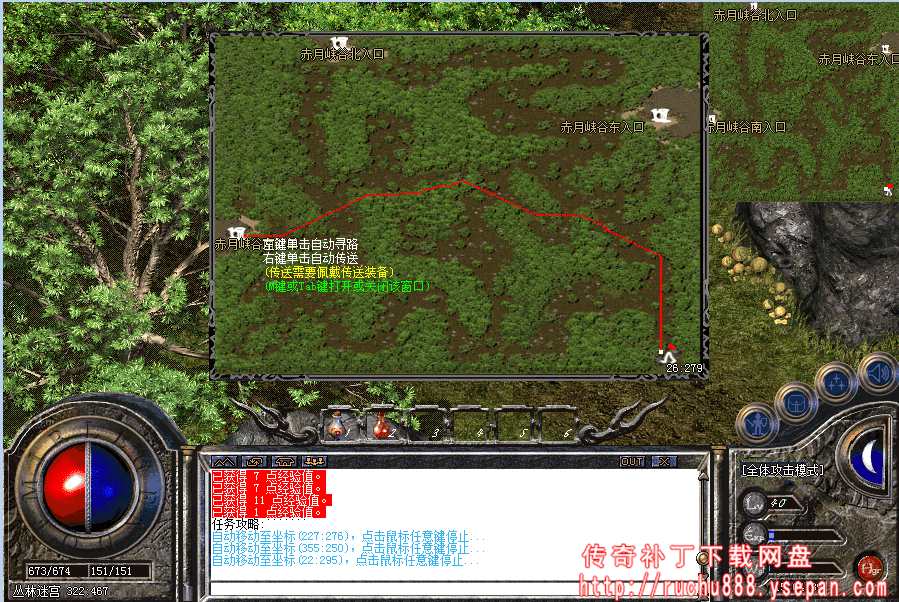 赤月峡谷北入口
赤月峡谷北入口
赤月峡谷东入口
赤月峡谷东入口
赤月峡谷南入口
赤月峡谷
左键单击自动寻路
右键单击自动传送
(传送需要佩戴传送装备)
(M键或Tab键打开或关闭该窗口)
26:279
3
4
5
6
OUT
已获得 7 点经验值。
已获得 7 点经验值。
已获得 11 点经验值。
已获得 1 点经验值。
任务攻略:
自动移动至坐标(227:276), 点击鼠标任意键停止...
自动移动至坐标(355:250), 点击鼠标任意键停止...
自动移动至坐标(22:295), 点击鼠标任意键停止...
[全体攻击模式]
Lv 40
Exp
673/674 151/151
丛林迷宫 322:467
传奇补丁下载网盘
http://ruohu888.ysepan.com